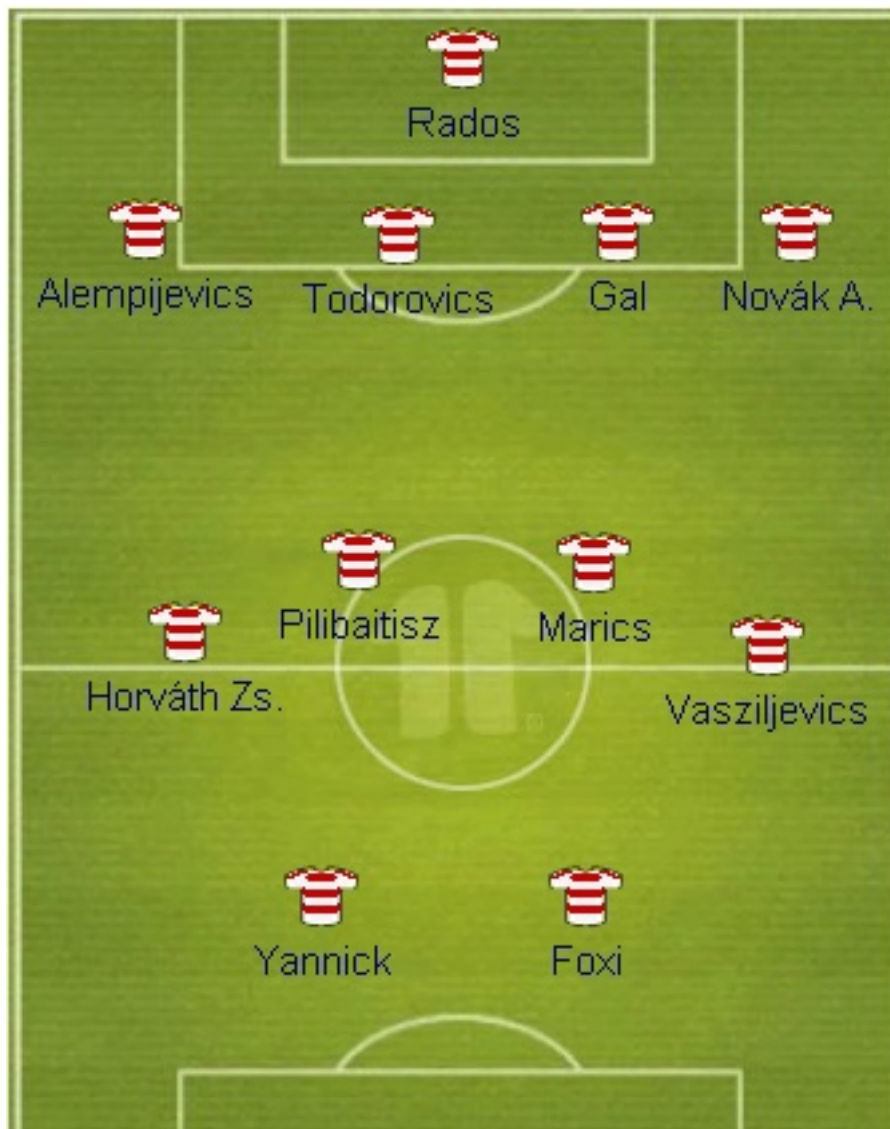 Rados
Alempijevics
Todorovics
Gal
Novák A.
Pilibaitisz
Marics
Horváth Zs.
Vasziljevics
Yannick
Foxi